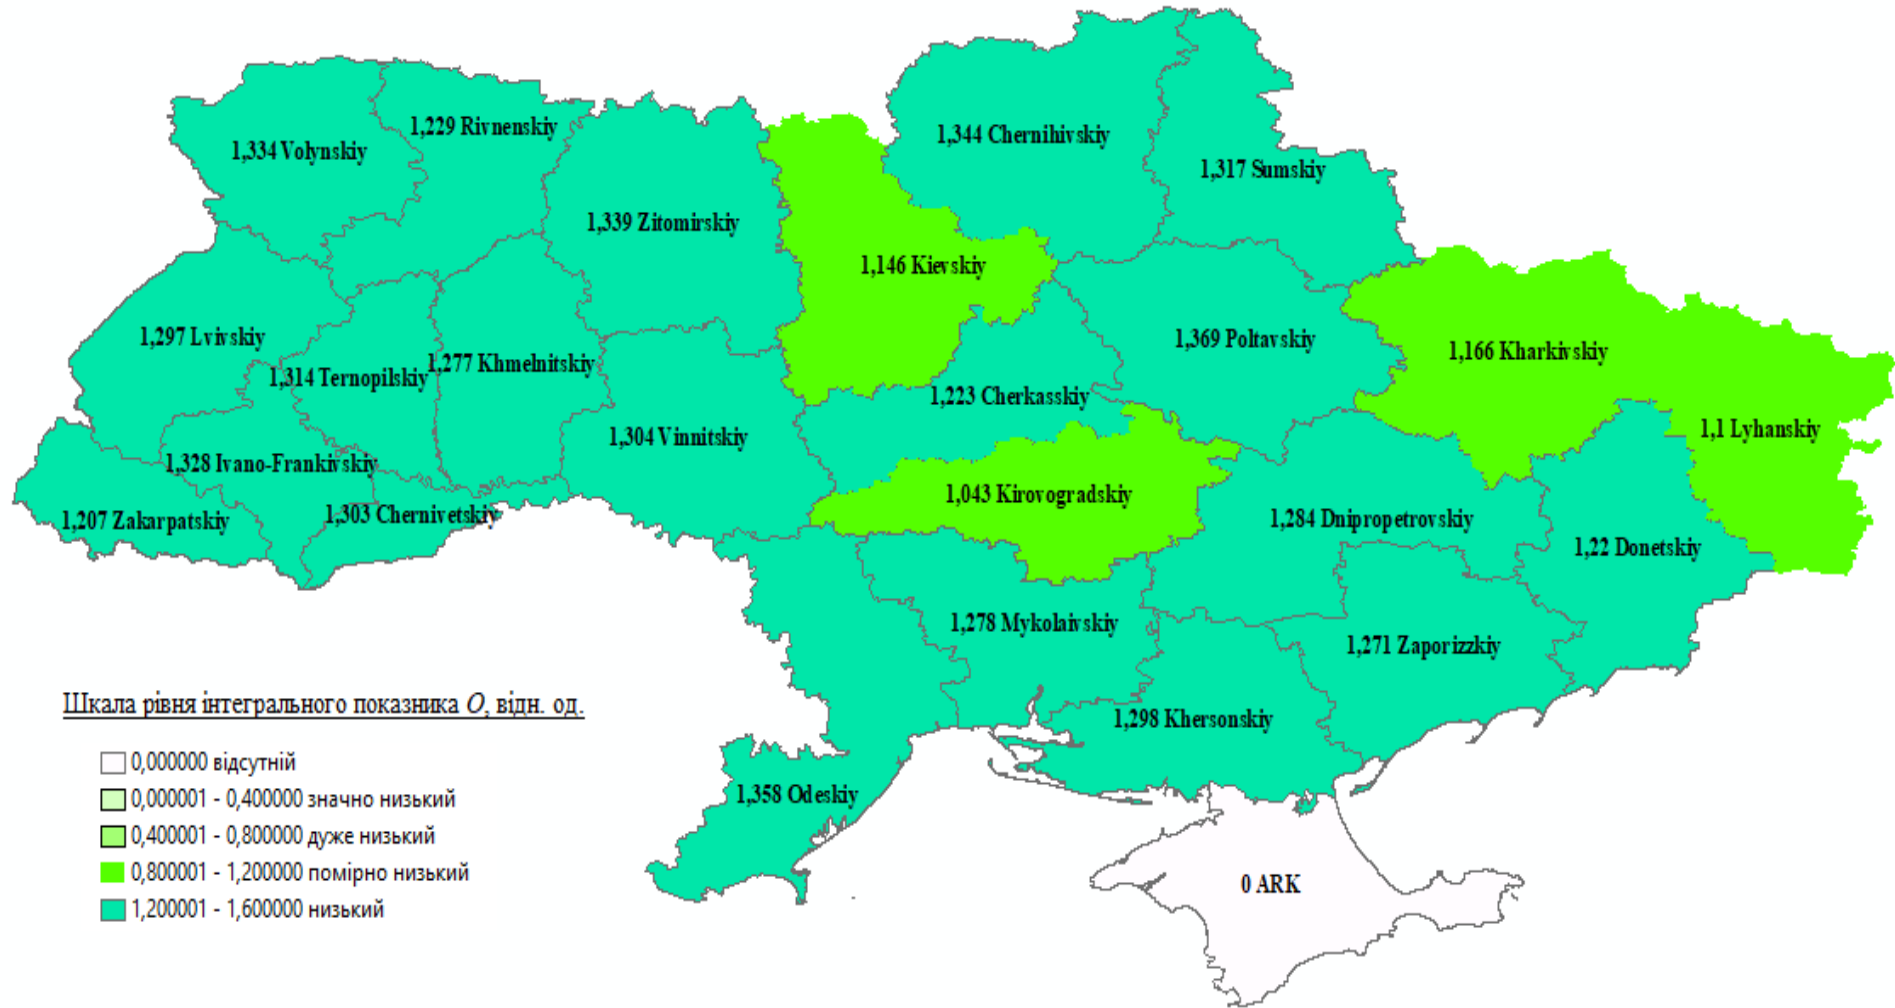 1,229 Rivnenskiy
1,334 Volynskiy
1,344 Chernihivskiy
1,317 Sumskiy
1,339 Zitomirskiy
1,146 Kievskiy
1,297 Lvivskiy
1,314 Ternopilskiy
1,277 Khmelnitskiy
1,369 Poltavskiy
1,166 Kharkivskiy
1,223 Cherkasskiy
1,304 Vinnitskiy
1,1 Lyhanskiy
1,328 Ivano-Frankivskiy
1,043 Kirovogradskiy
1,207 Zakarpatskiy
1,303 Chernivetskiy
1,284 Dnipropetrovskiy
1,22 Donetskiy
1,278 Mykolaivskiy
1,271 Zaporizzkiy
1,298 Khersonskiy
1,358 Odeskiy
0 ARK
Шкала рівня інтегрального показника O, відн. од.
0,000000 відсутній
0,000001 - 0,400000 значно низький
0,400001 - 0,800000 дуже низький
0,800001 - 1,200000 помірно низький
1,200001 - 1,600000 низький